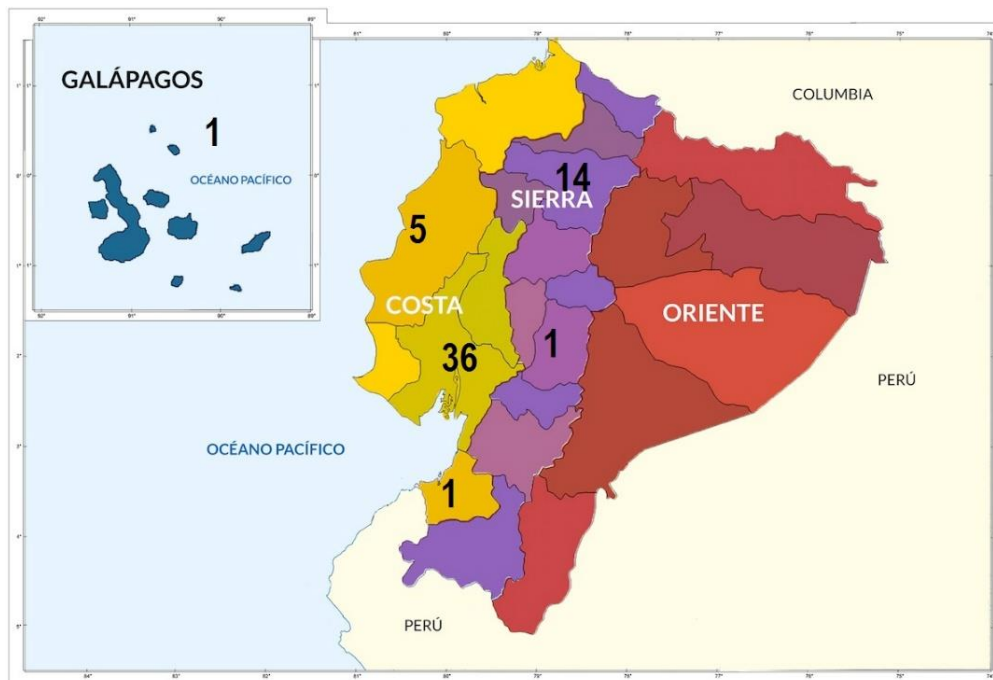 GALÁPAGOS
1
OCÉANO PACÍFICO
COLUMBIA
14
SIERRA
5
COSTA
ORIENTE
36
1
PERÚ
OCÉANO PACÍFICO
1
PERÚ